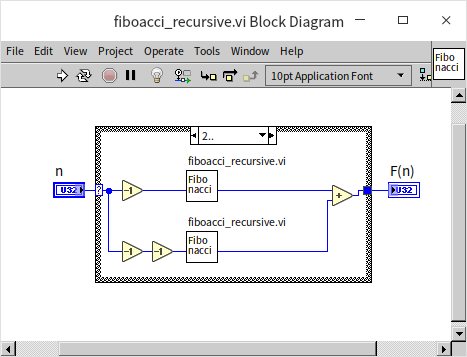 fiboacci_recursive.vi Block Diagram
File Edit View Project Operate Tools Window Help
10pt Application Font
Fibo
nacci
2..
n
U32
?
fiboacci_recursive.vi
-1
Fibo
nacci
+
F(n)
U32
fiboacci_recursive.vi
-1
-1
Fibo
nacci